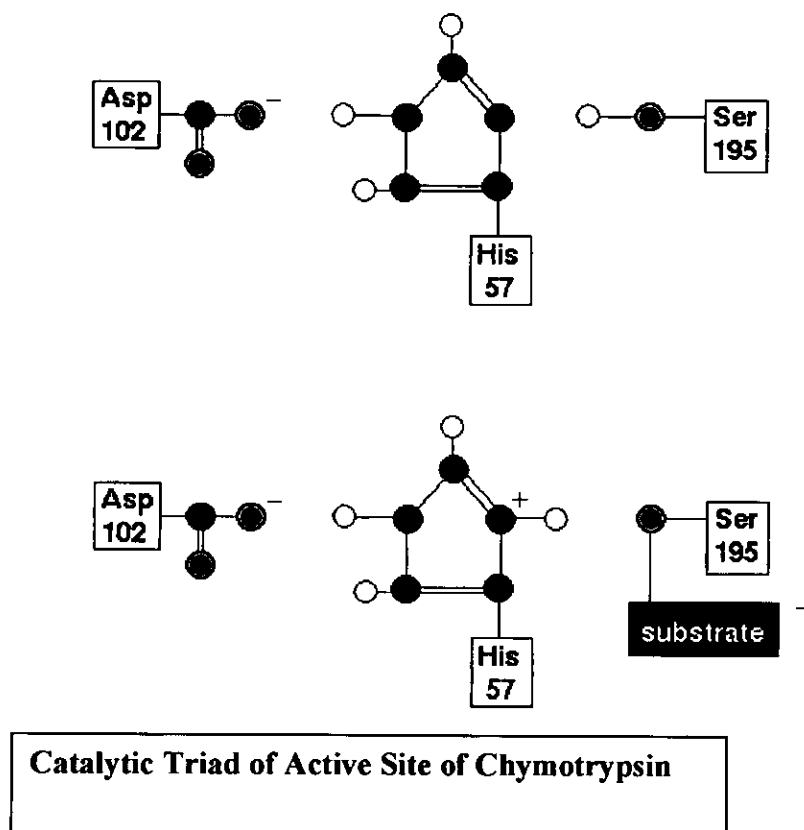 Asp
102
−
Ser
195
His
57
Asp
102
−
+
Ser
195
substrate
−
His
57
Catalytic Triad of Active Site of Chymotrypsin